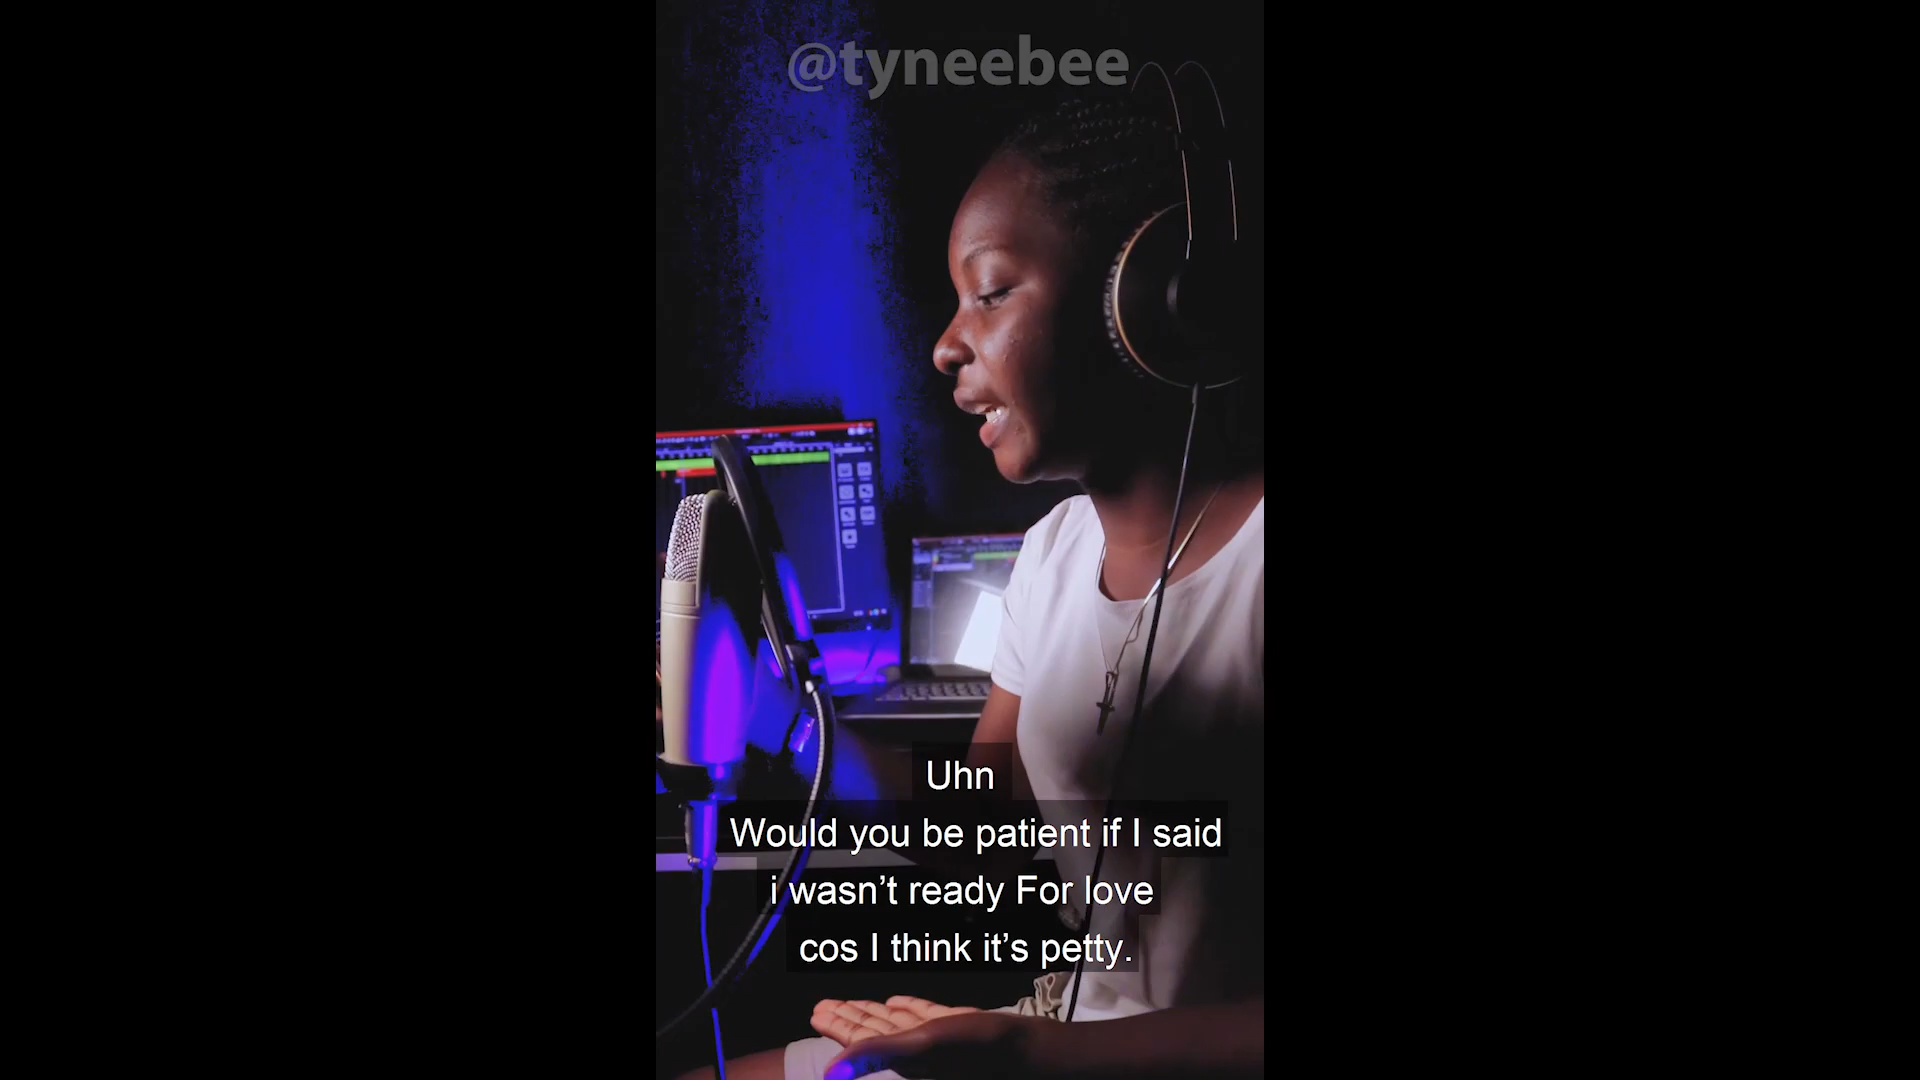 @tyneebee
Uhn
Would you be patient if I said
i wasn’t ready For love
cos I think it’s petty.